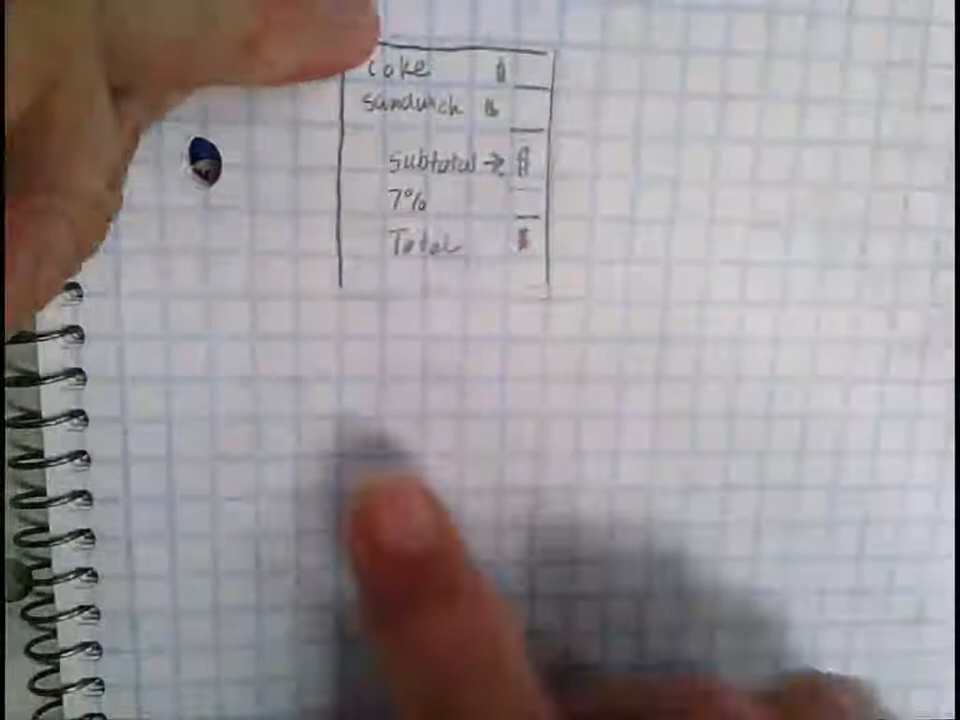 Coke
Sandwich
Subtotal →
7%
Total